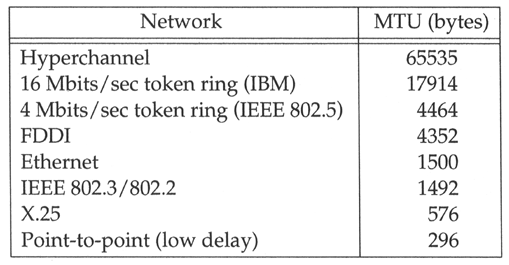 Network MTU (bytes)
Hyperchannel 65535
16 Mbits/sec token ring (IBM) 17914
4 Mbits/sec token ring (IEEE 802.5) 4464
FDDI 4352
Ethernet 1500
IEEE 802.3/802.2 1492
X.25 576
Point-to-point (low delay) 296